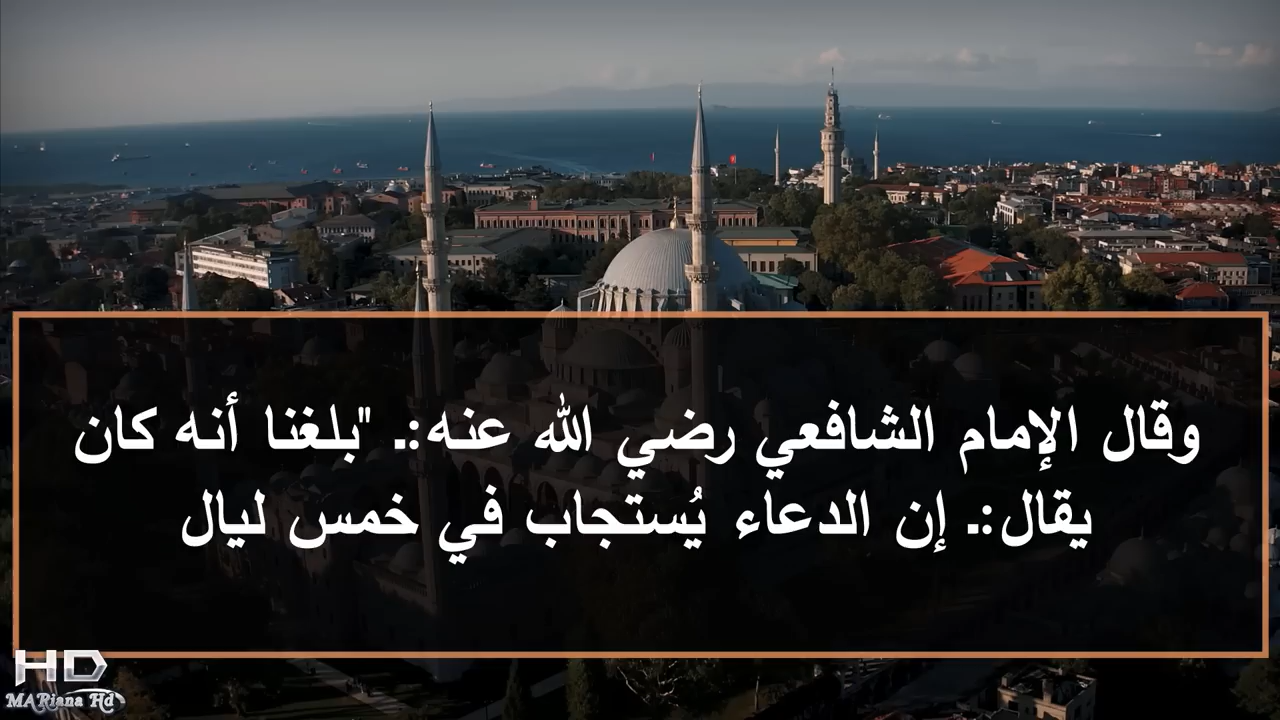 وقال الإمام الشافعي رضي الله عنه:. "بلغنا أنه كان
يقال:. إن الدعاء يُستجاب في خمس ليال
HD
MARiana Hd